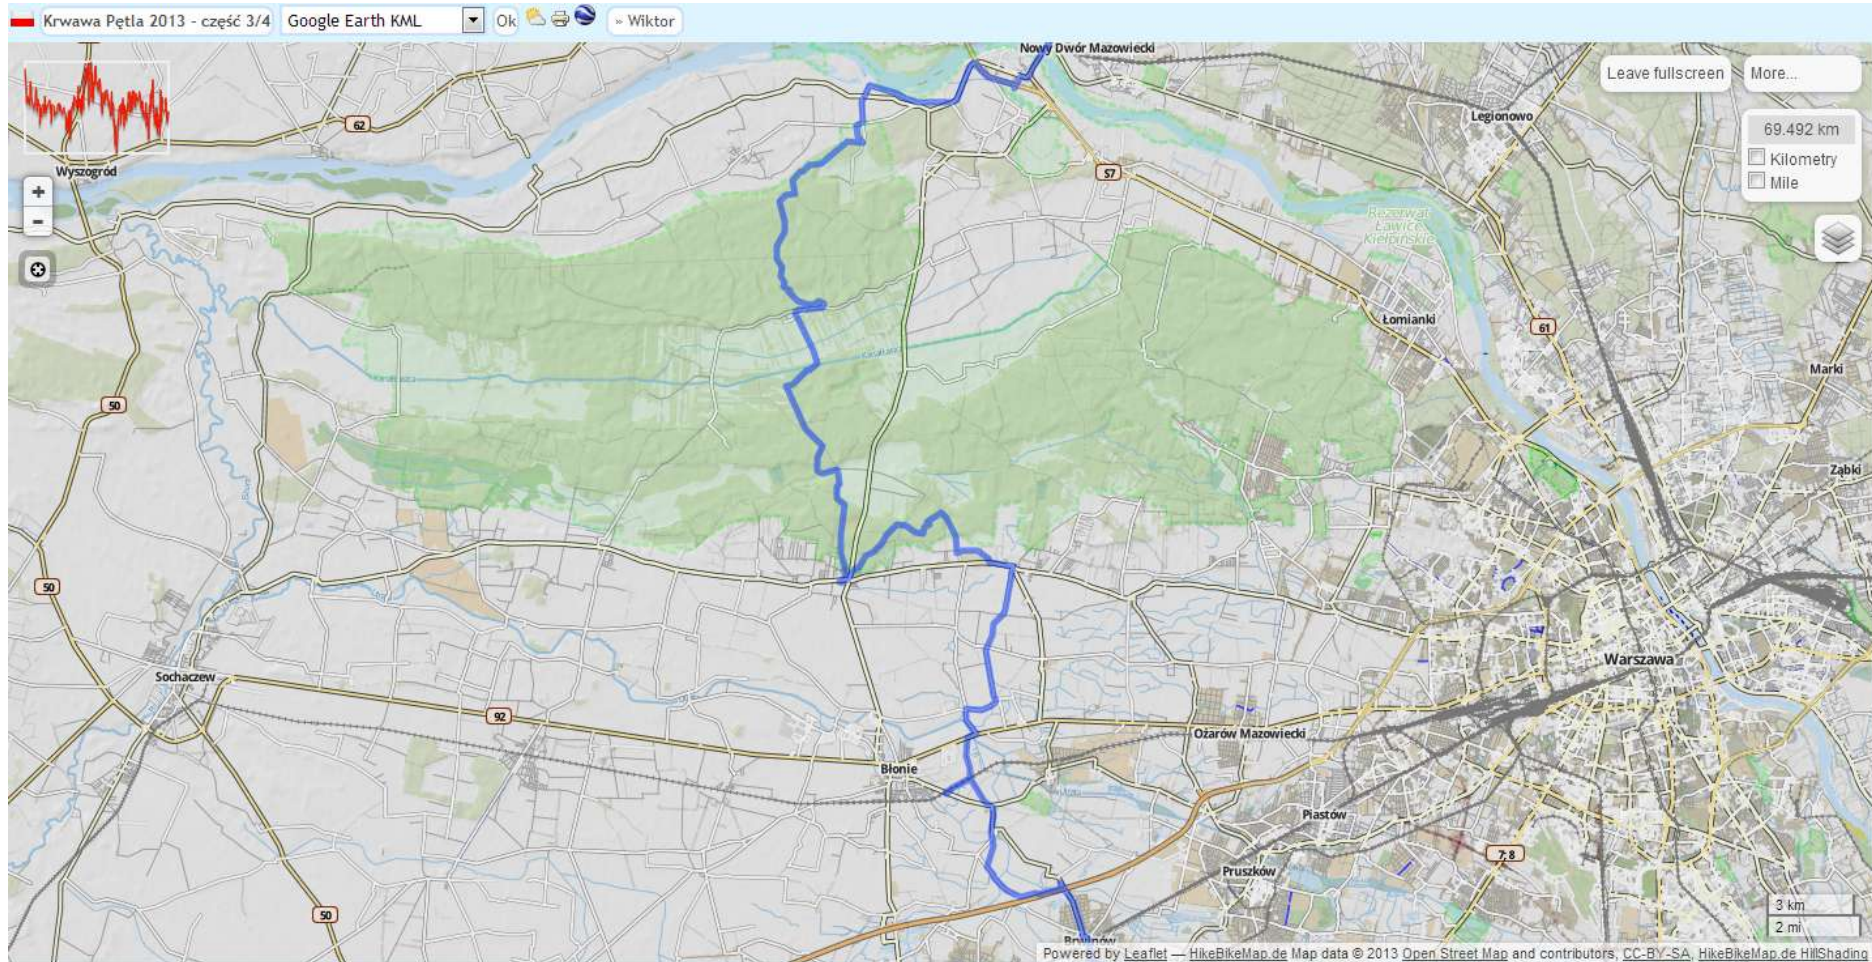 Krwawa Pętla 2013 - część 3/4
Google Earth KML
Ok
» Wiktor
Nowy Dwór Mazowiecki
Leave fullscreen
More...
69.492 km
Kilometry
Mile
62
Legionowo
Wyszogród
+
S7
-
Rezerwat
Ławice
Kiełpińskie
Łomianki
61
Kanał Łasica
Marki
50
Ząbki
Bzura
50
Warszawa
Sochaczew
92
Ożarów Mazowiecki
Błonie
Piastów
7; 8
Pruszków
3 km
50
2 mi
Brwinów
Powered by Leaflet — HikeBikeMap.de Map data © 2013 Open Street Map and contributors, CC-BY-SA, HikeBikeMap.de HillShading